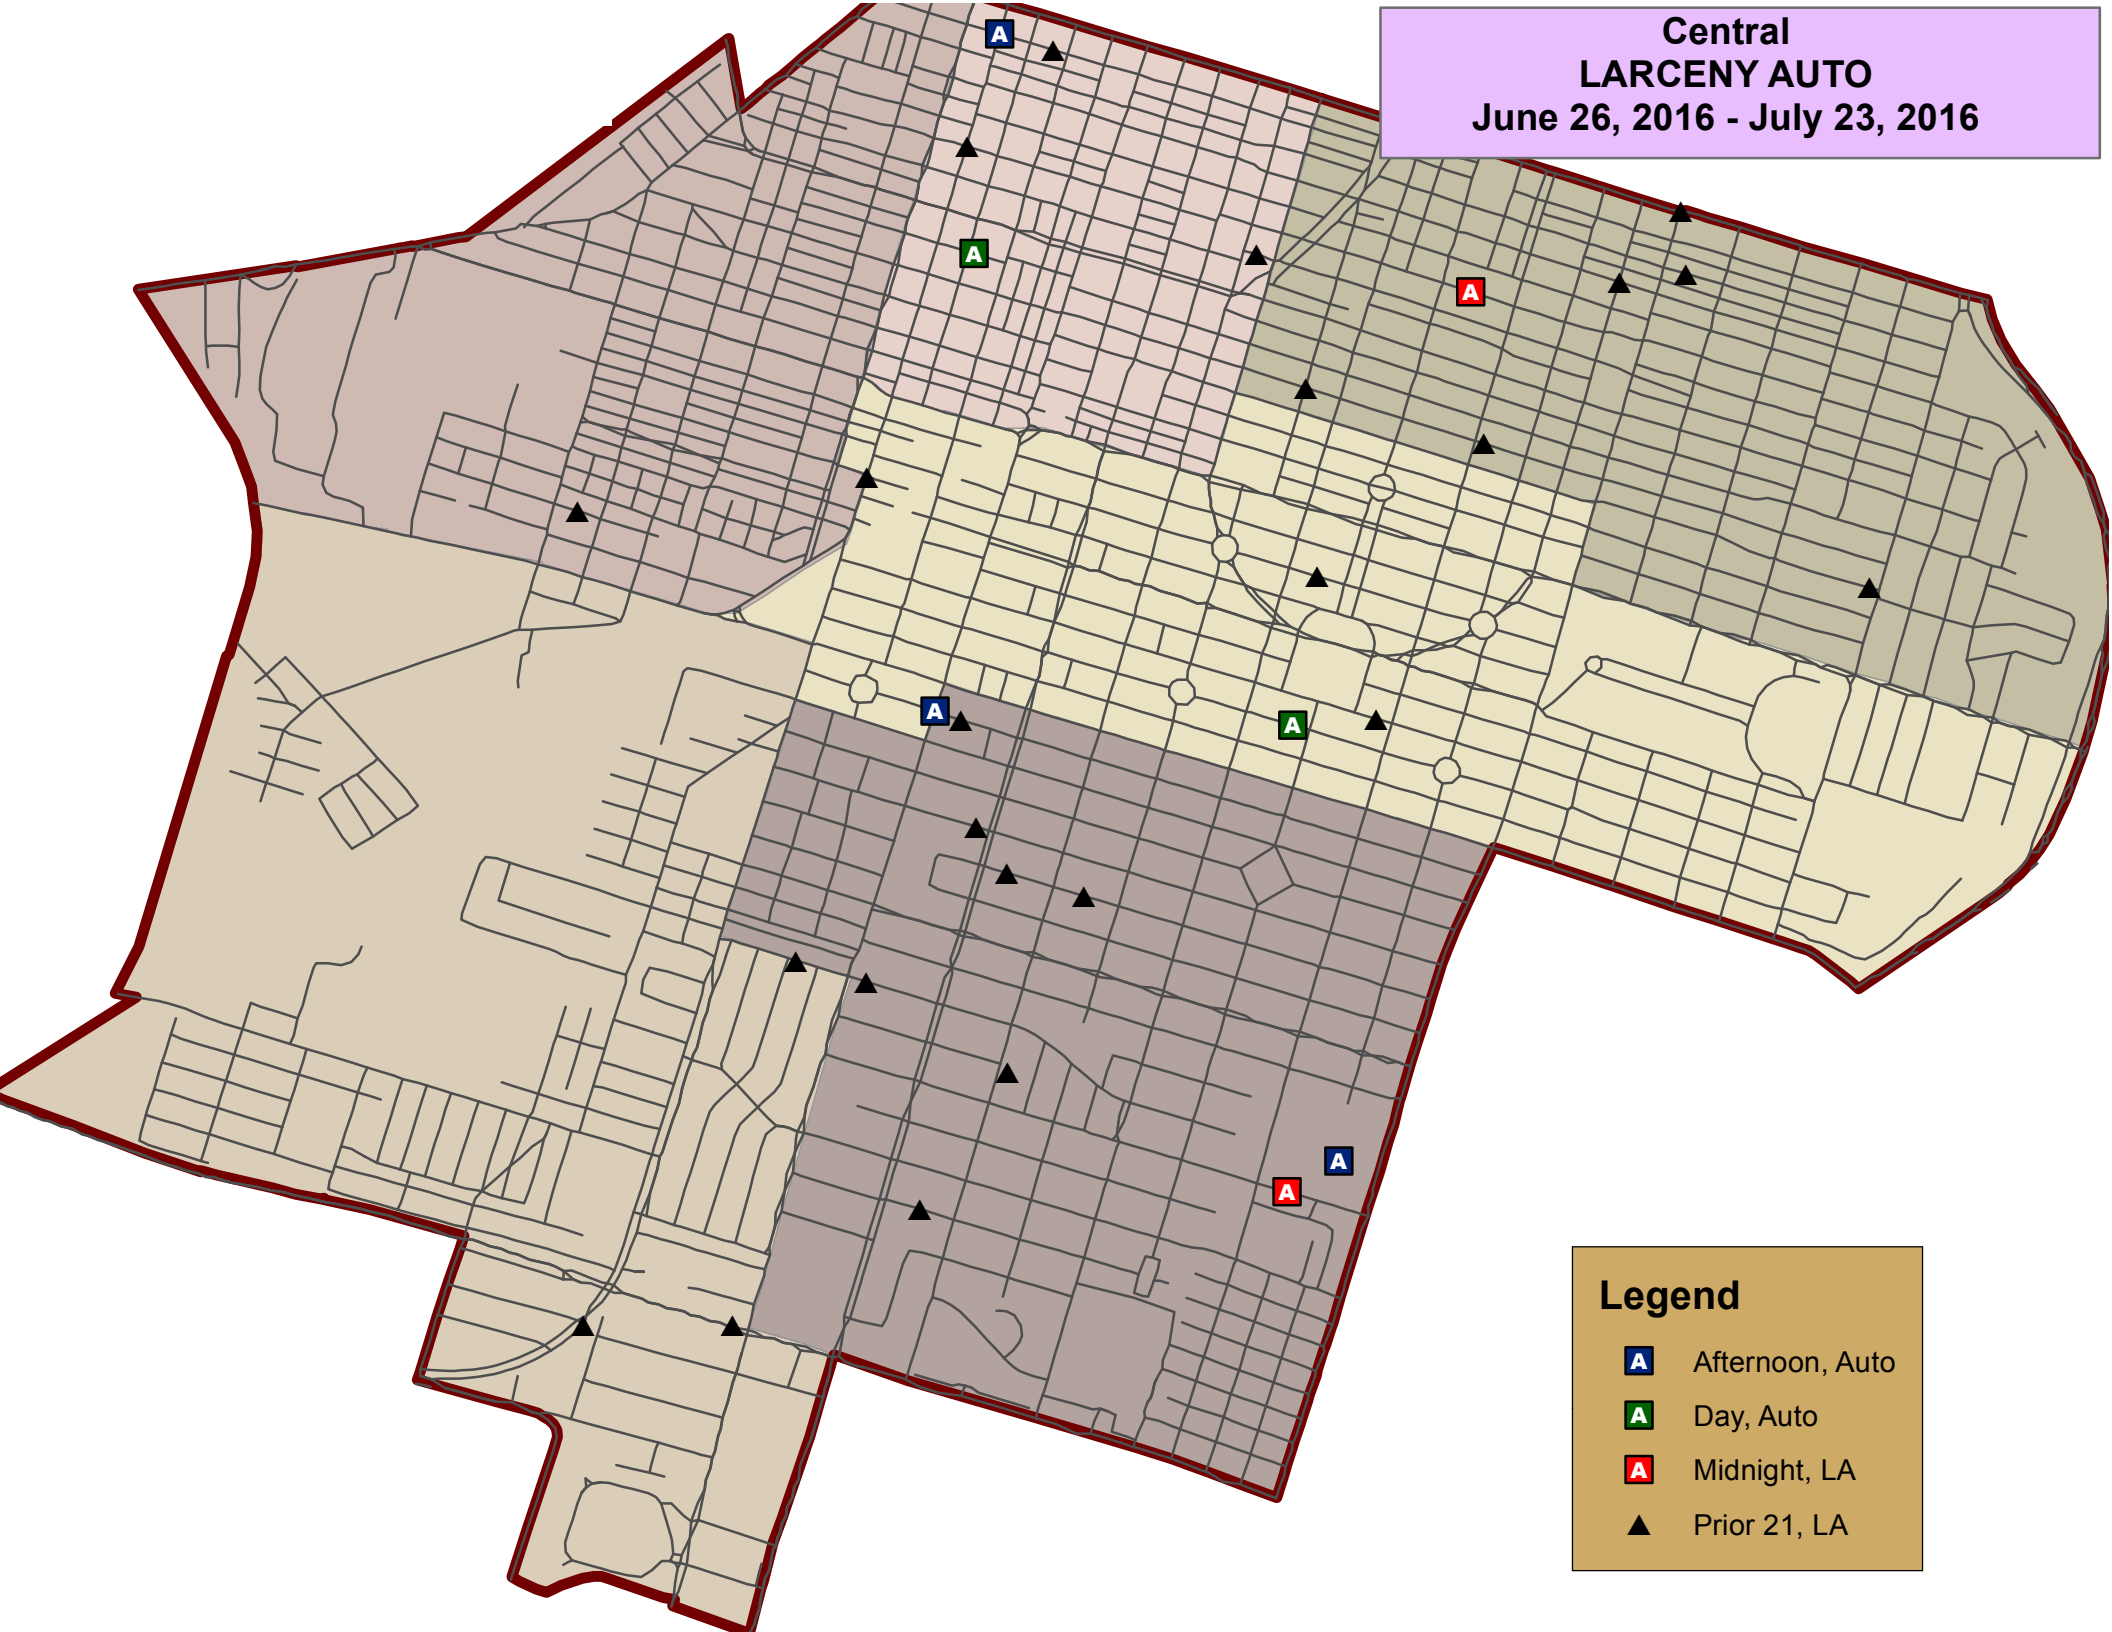 Central
LARCENY AUTO
June 26, 2016 - July 23, 2016
A
A
A
A
A
A
A
Legend
A Afternoon, Auto
A Day, Auto
A Midnight, LA
Prior 21, LA